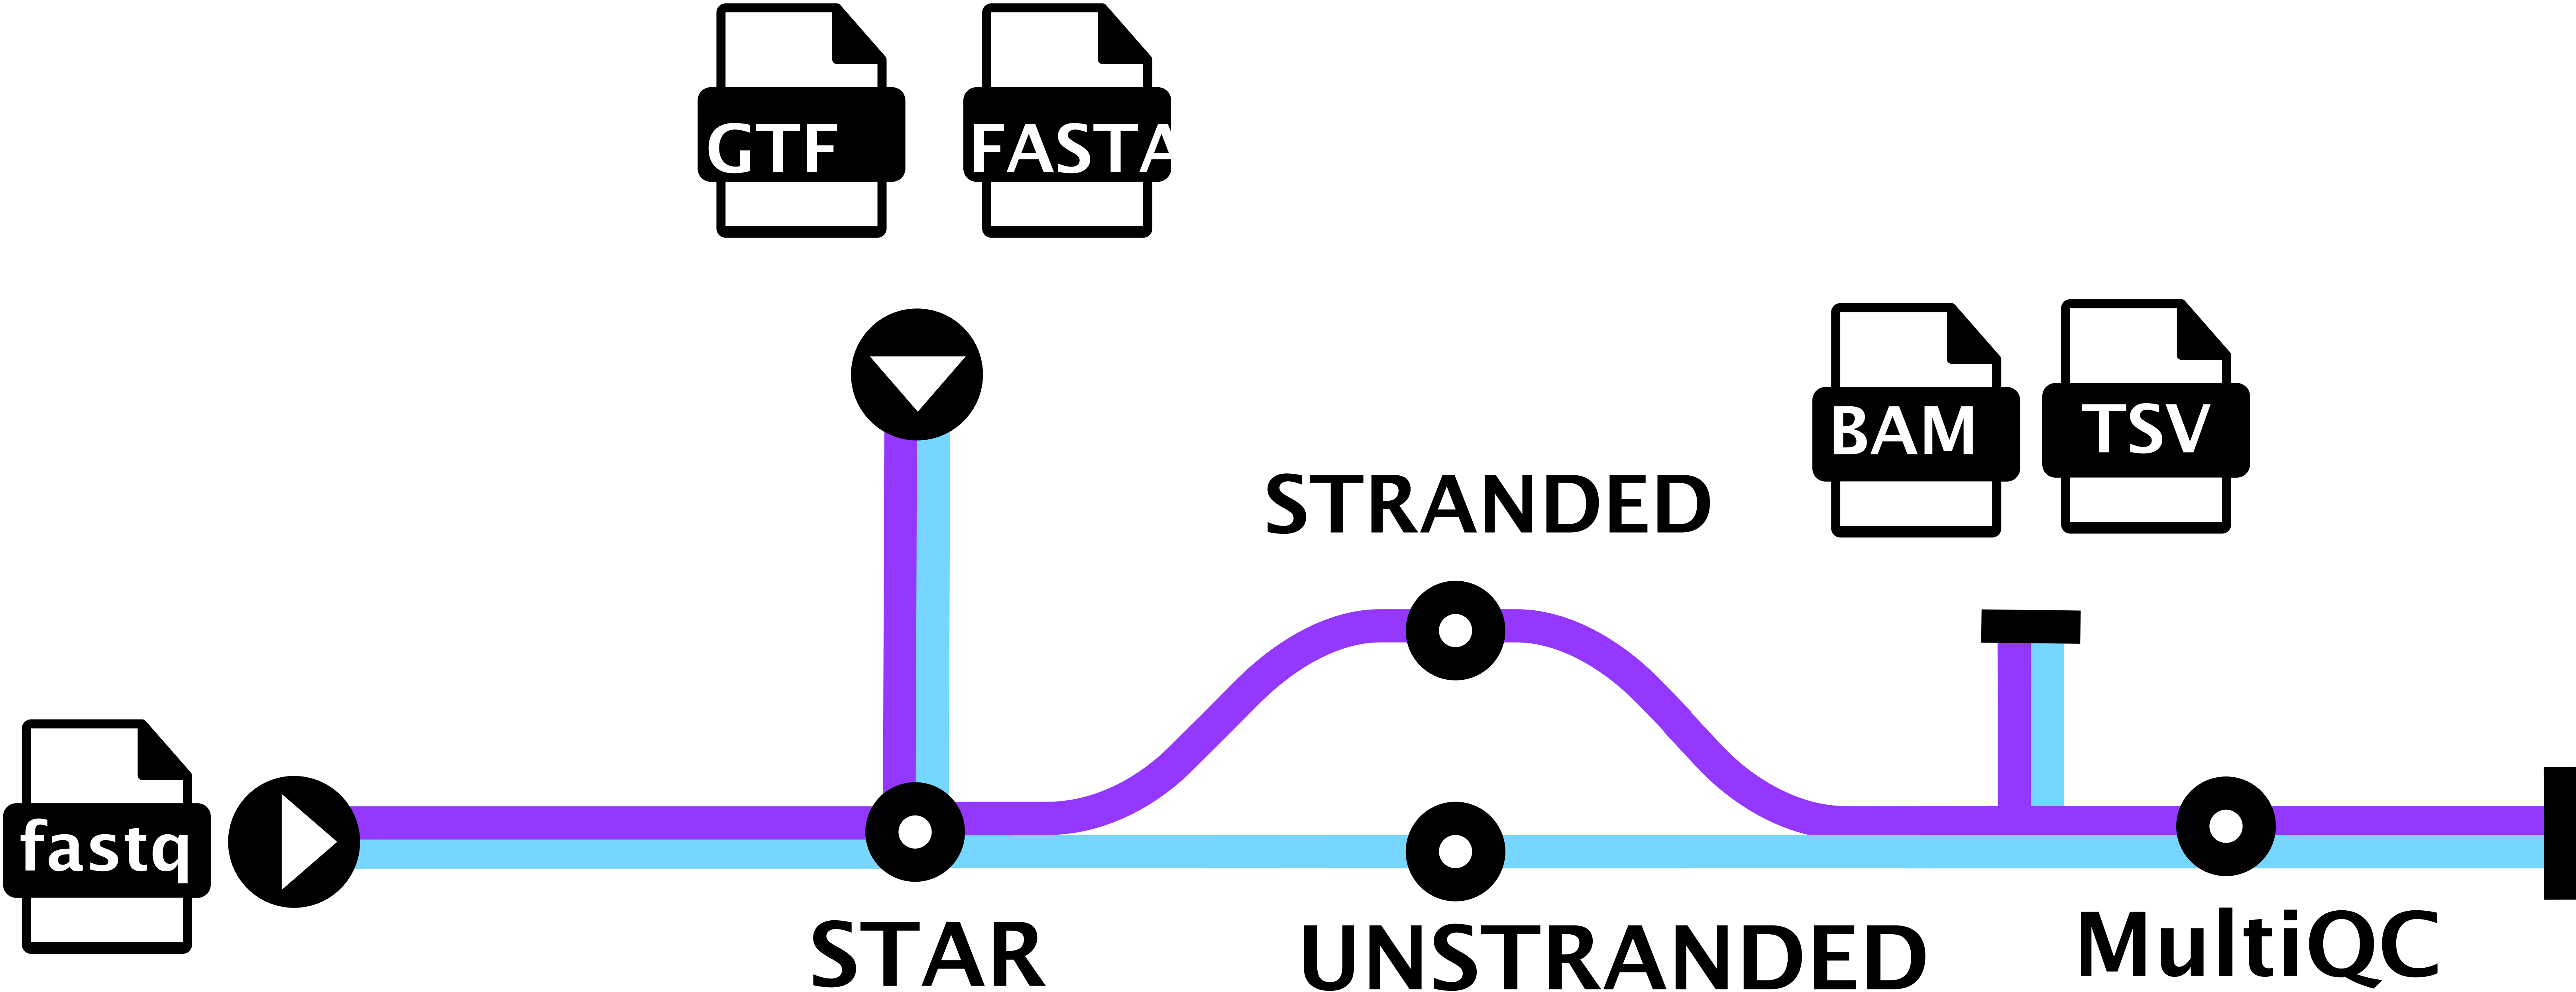 GTF
FASTA
BAM
TSV
STRANDED
fastq
STAR
UNSTRANDED
MultiQC